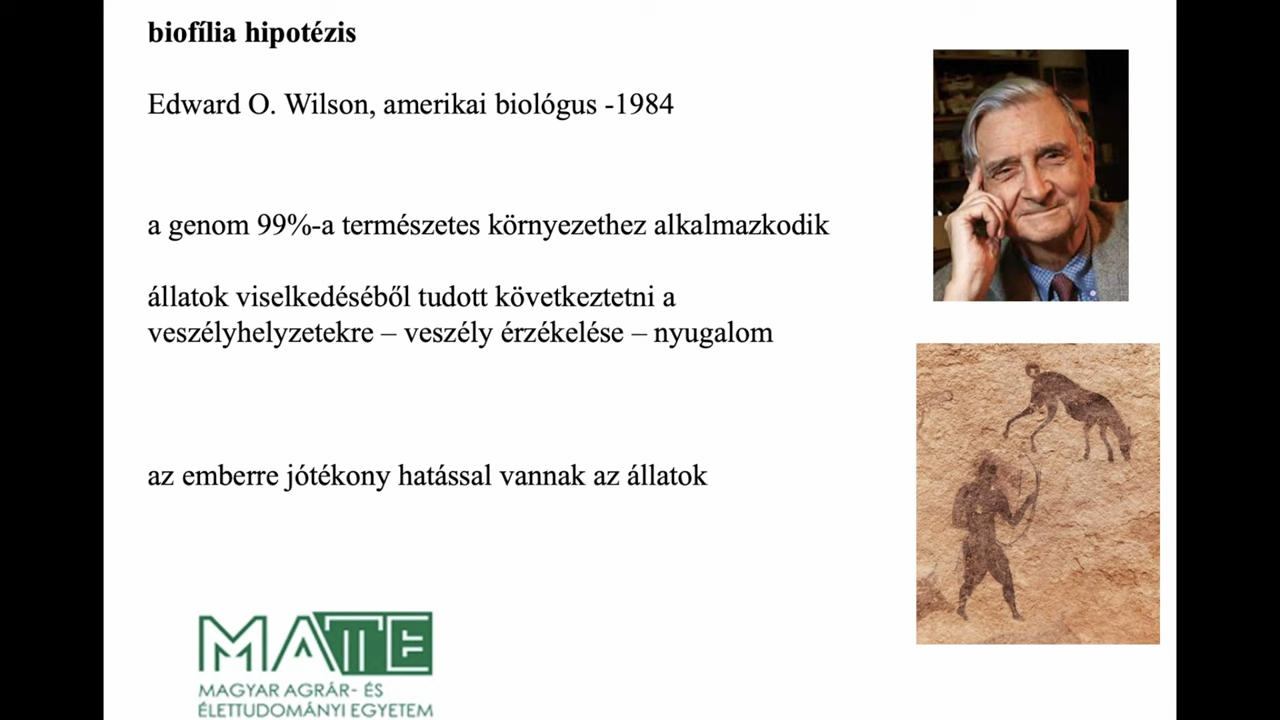 biofília hipotézis
Edward O. Wilson, amerikai biológus -1984
a genom 99%-a természetes környezethez alkalmazkodik
állatok viselkedéséből tudott következtetni a
veszélyhelyzetekre – veszély érzékelése – nyugalom
az emberre jótékony hatással vannak az állatok
MATE
MAGYAR AGRÁR- ÉS
ÉLETTUDOMÁNYI EGYETEM